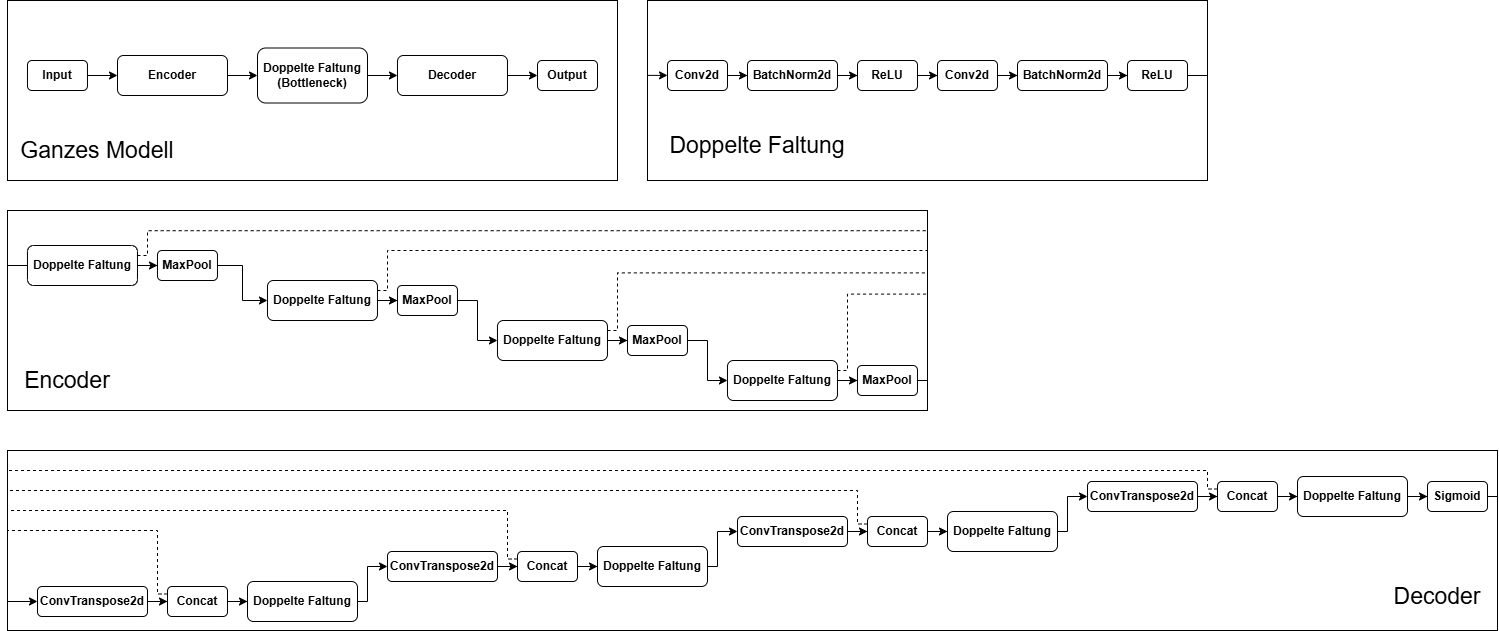 Input
Encoder
Doppelte Faltung
(Bottleneck)
Decoder
Output
Ganzes Modell
Conv2d
BatchNorm2d
ReLU
Conv2d
BatchNorm2d
ReLU
Doppelte Faltung
Doppelte Faltung
MaxPool
Doppelte Faltung
MaxPool
Doppelte Faltung
MaxPool
Doppelte Faltung
MaxPool
Encoder
ConvTranspose2d
Concat
Doppelte Faltung
ConvTranspose2d
Concat
Doppelte Faltung
ConvTranspose2d
Concat
Doppelte Faltung
ConvTranspose2d
Concat
Doppelte Faltung
Sigmoid
Decoder